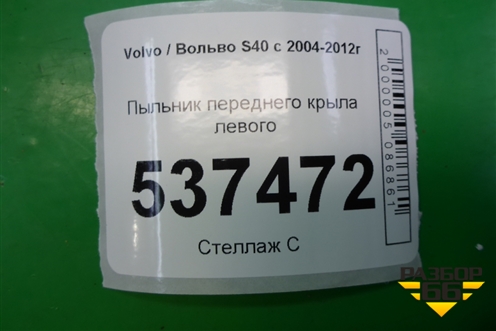 Volvo / Вольво S40 с 2004-2012г
Пыльник переднего крыла
левого
537472
Стеллаж С
2000005086861
РАЗБОР
66